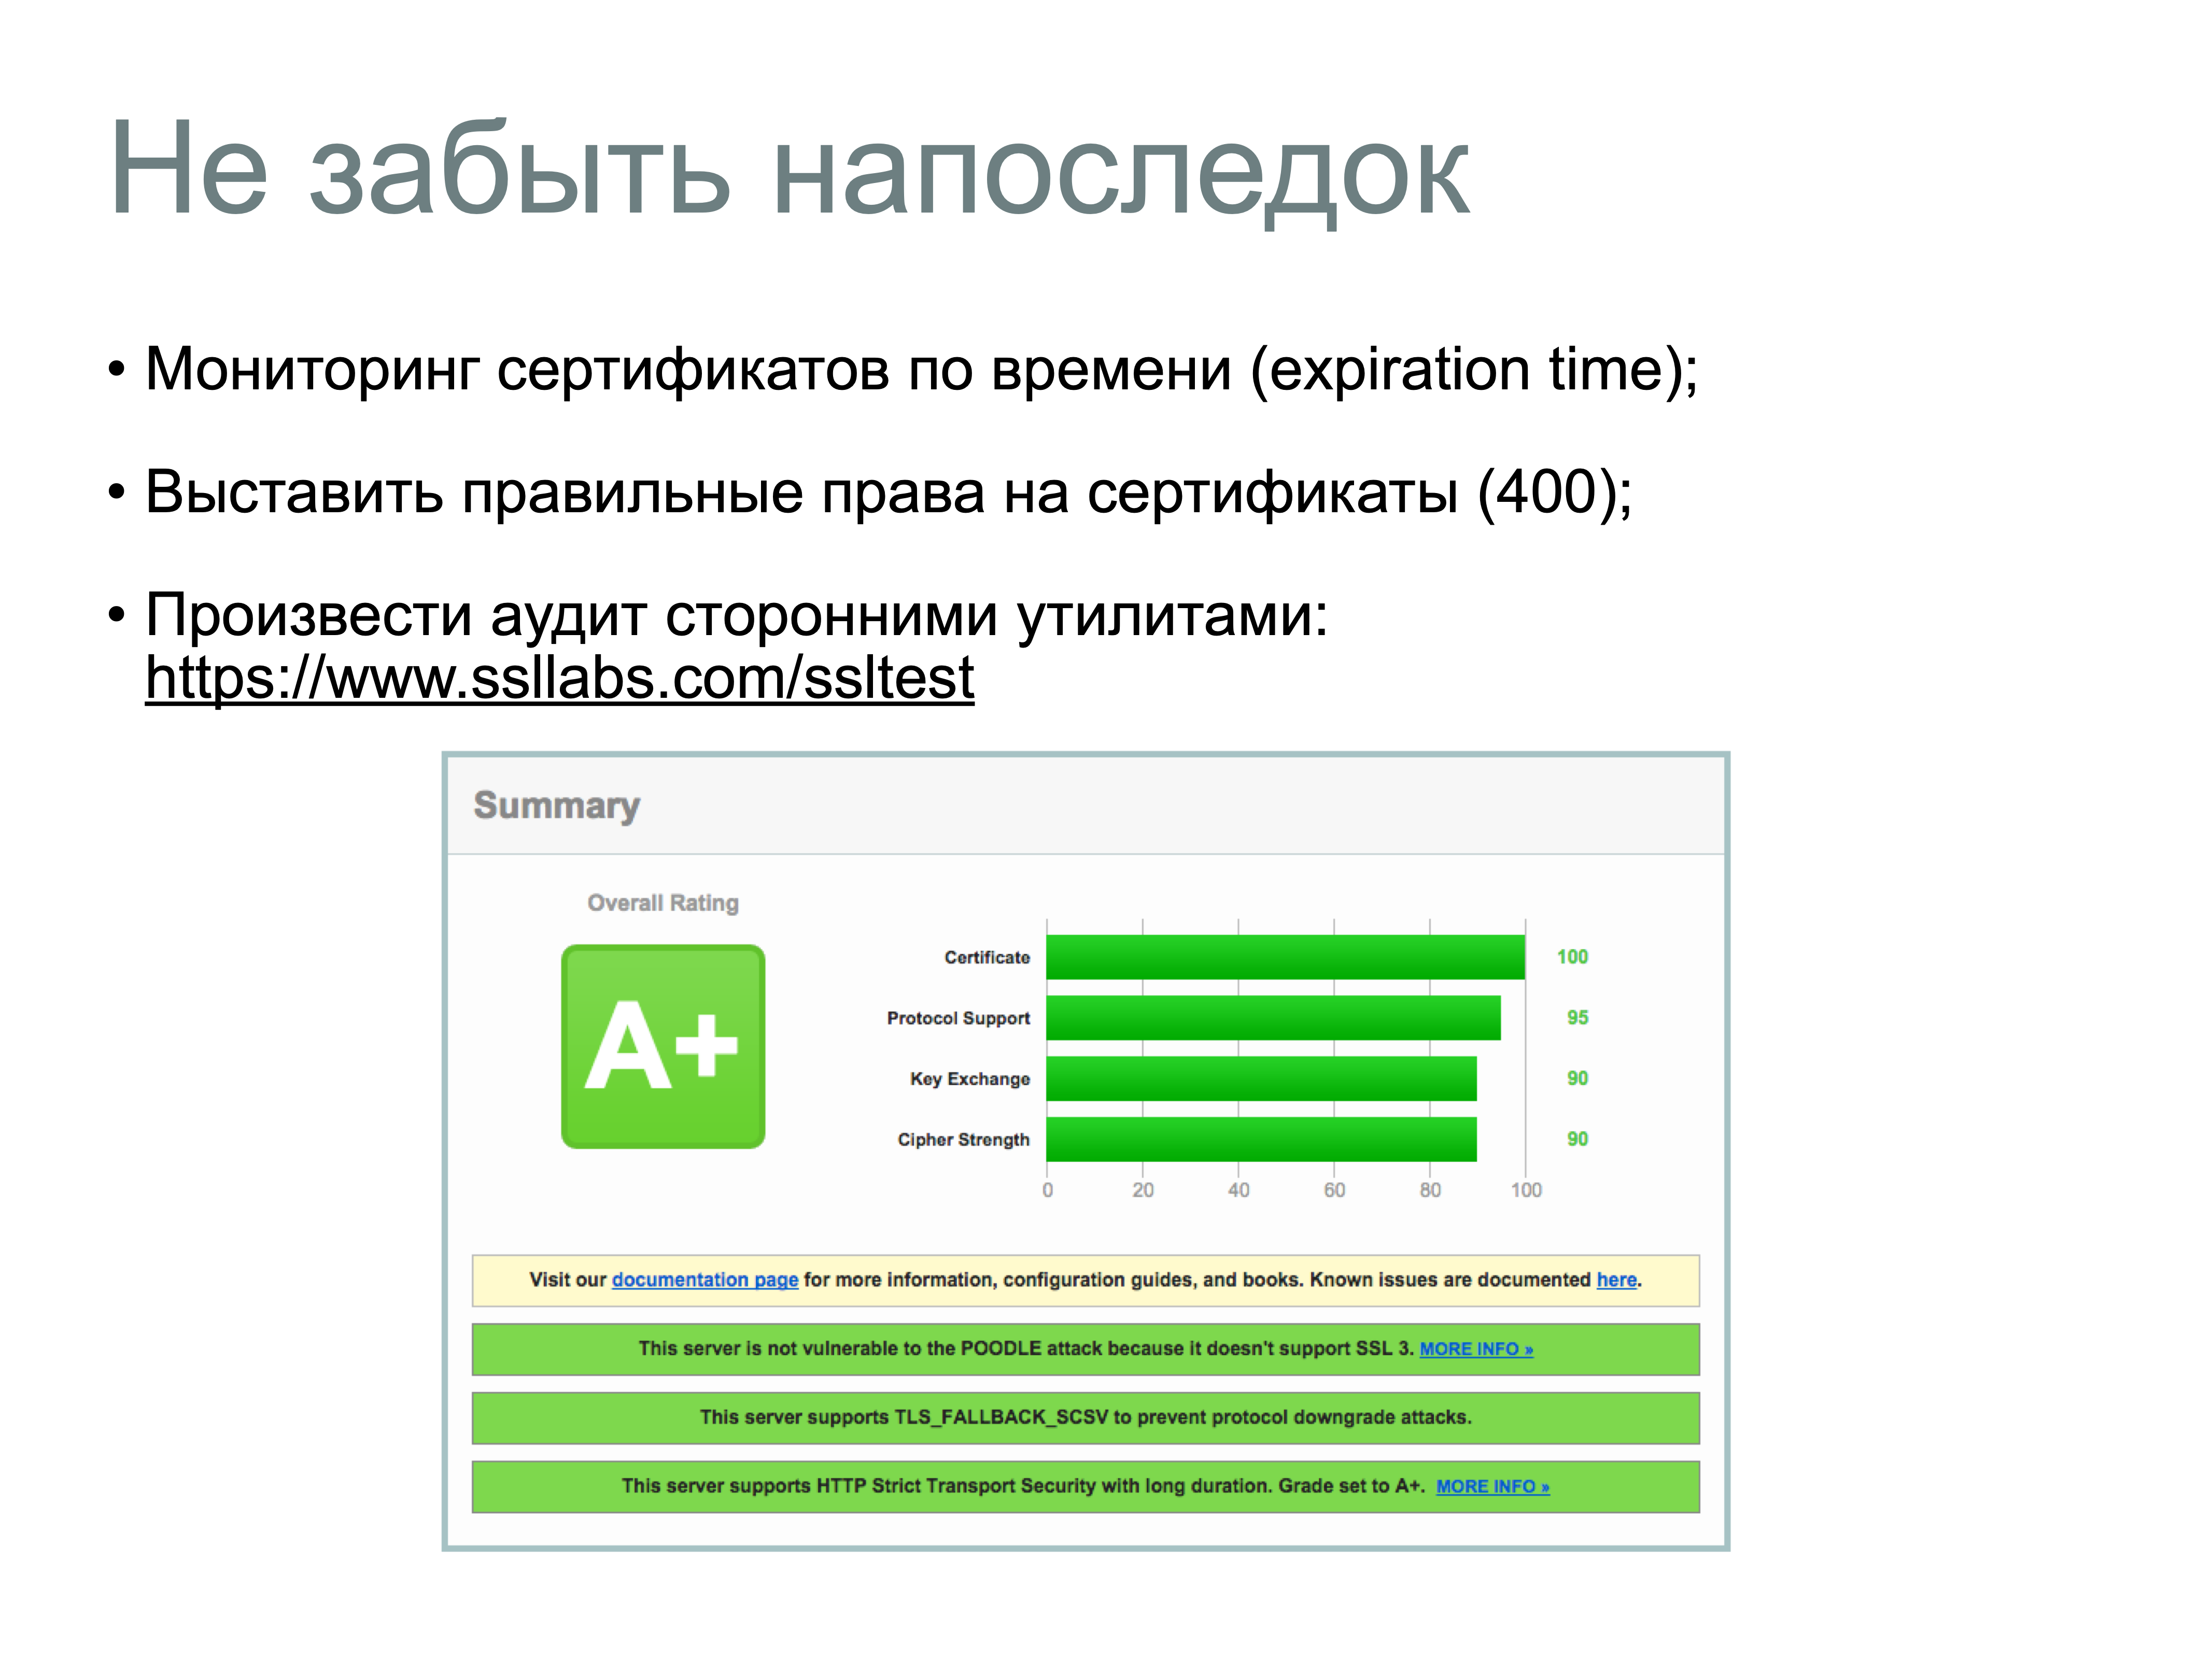 Не забыть напоследок
• Мониторинг сертификатов по времени (expiration time);
• Выставить правильные права на сертификаты (400);
• Произвести аудит сторонними утилитами:
https://www.ssllabs.com/ssltest
Summary
Overall Rating
A+
Certificate 100
Protocol Support 95
Key Exchange 90
Cipher Strength 90
0 20 40 60 80 100
Visit our documentation page for more information, configuration guides, and books. Known issues are documented here.
This server is not vulnerable to the POODLE attack because it doesn't support SSL 3. MORE INFO »
This server supports TLS_FALLBACK_SCSV to prevent protocol downgrade attacks.
This server supports HTTP Strict Transport Security with long duration. Grade set to A+. MORE INFO »